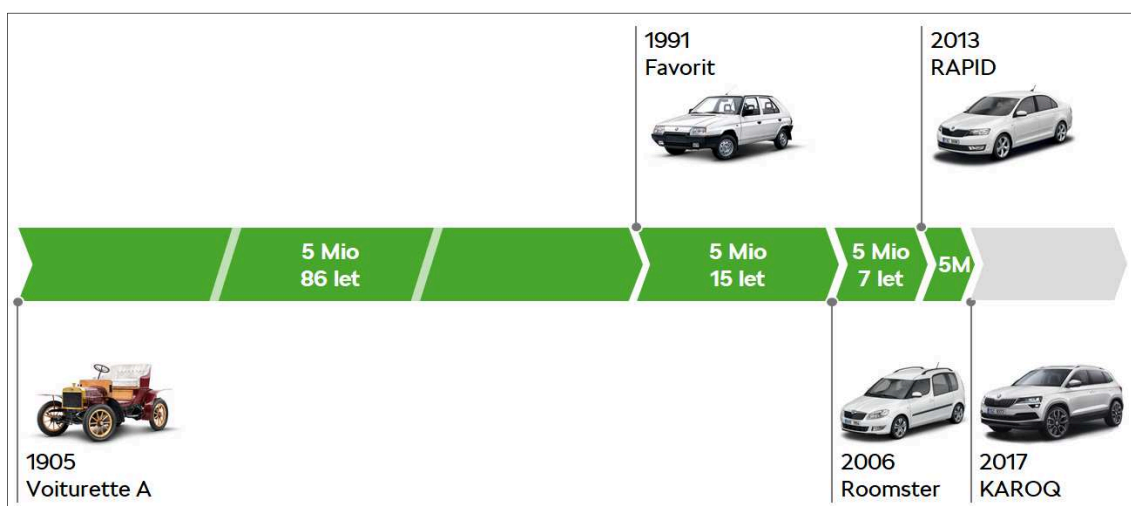 1991
Favorit
2013
RAPID
5 Mio
86 let
5 Mio
15 let
5 Mio
7 let
5M
1905
Voiturette A
2006
Roomster
2017
KAROQ